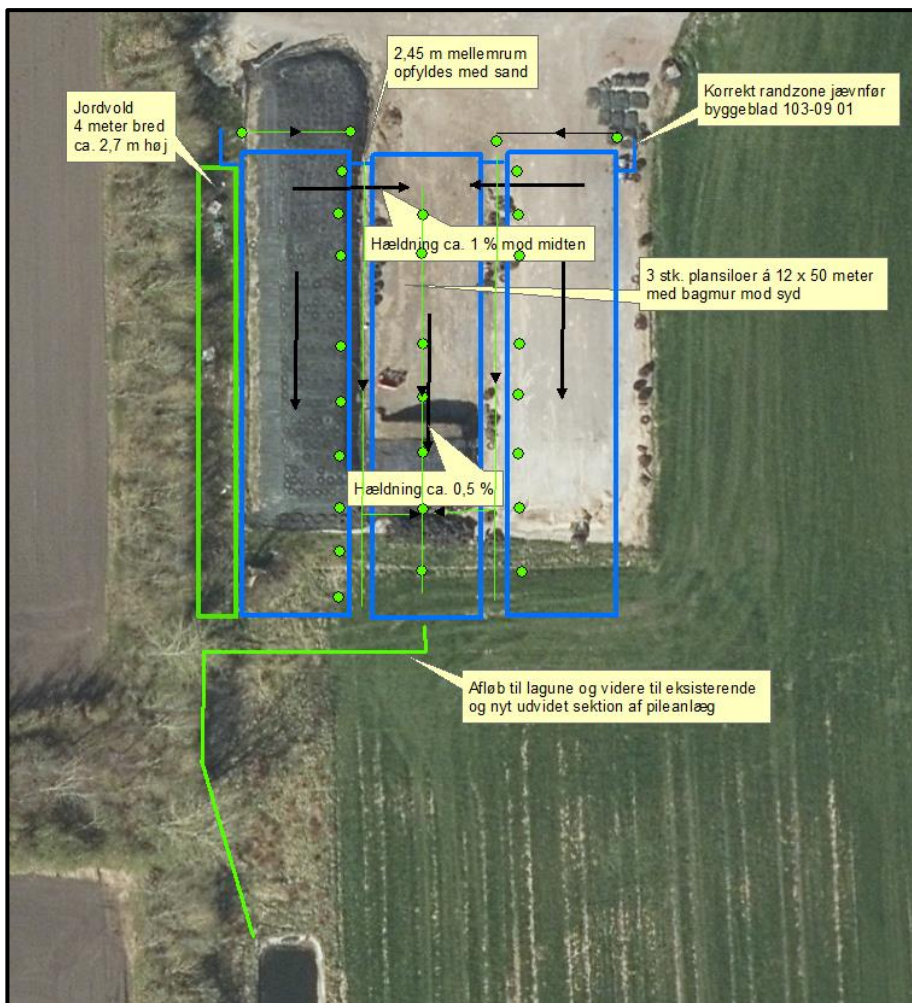 2,45 m mellemrum
opfyldes med sand
Korrekt randzone jævnfør
byggeblad 103-09 01
Jordvold
4 meter bred
ca. 2,7 m høj
Hældning ca. 1 % mod midten
3 stk. plansiloer á 12 x 50 meter
med bagmur mod syd
Hældning ca. 0,5 %
Afløb til lagune og videre til eksisterende
og nyt udvidet sektion af pileanlæg